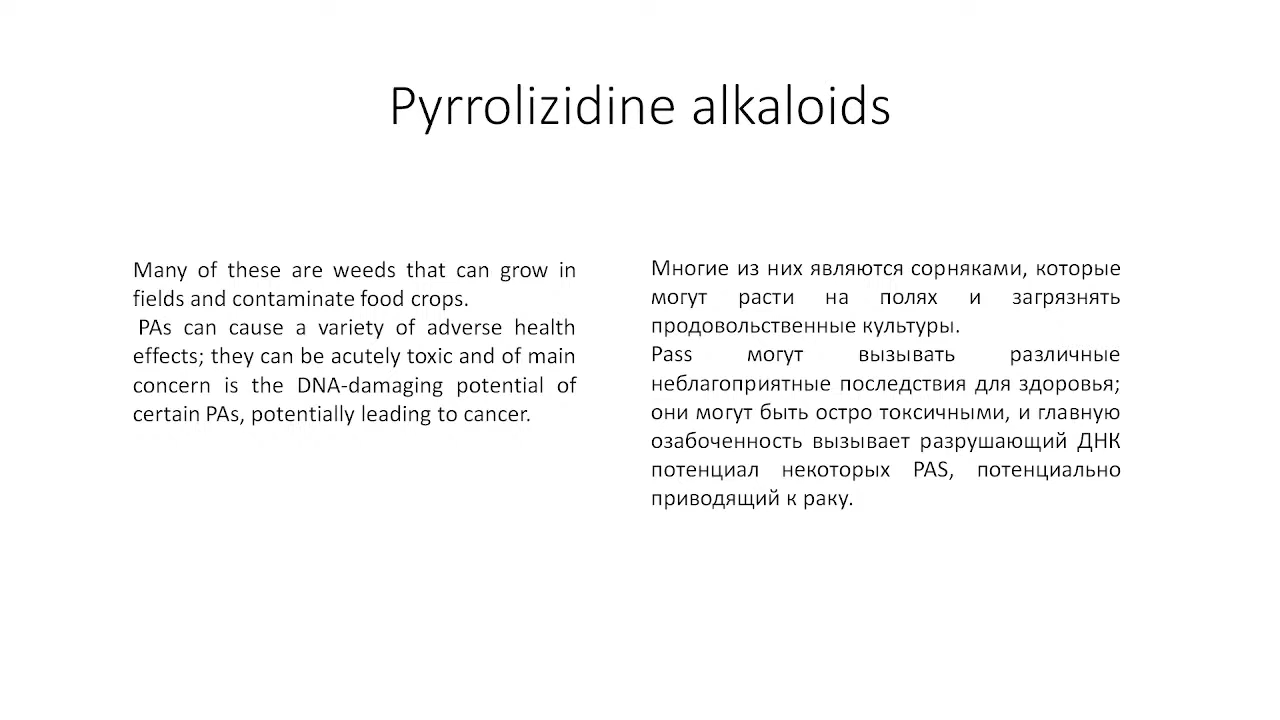 Pyrrolizidine alkaloids
Many of these are weeds that can grow in
fields and contaminate food crops.
PAs can cause a variety of adverse health
effects; they can be acutely toxic and of main
concern is the DNA-damaging potential of
certain PAs, potentially leading to cancer.
Многие из них являются сорняками, которые
могут расти на полях и загрязнять
продовольственные культуры.
Pass могут вызывать различные
неблагоприятные последствия для здоровья;
они могут быть остро токсичными, и главную
озабоченность вызывает разрушающий ДНК
потенциал некоторых PAS, потенциально
приводящий к раку.